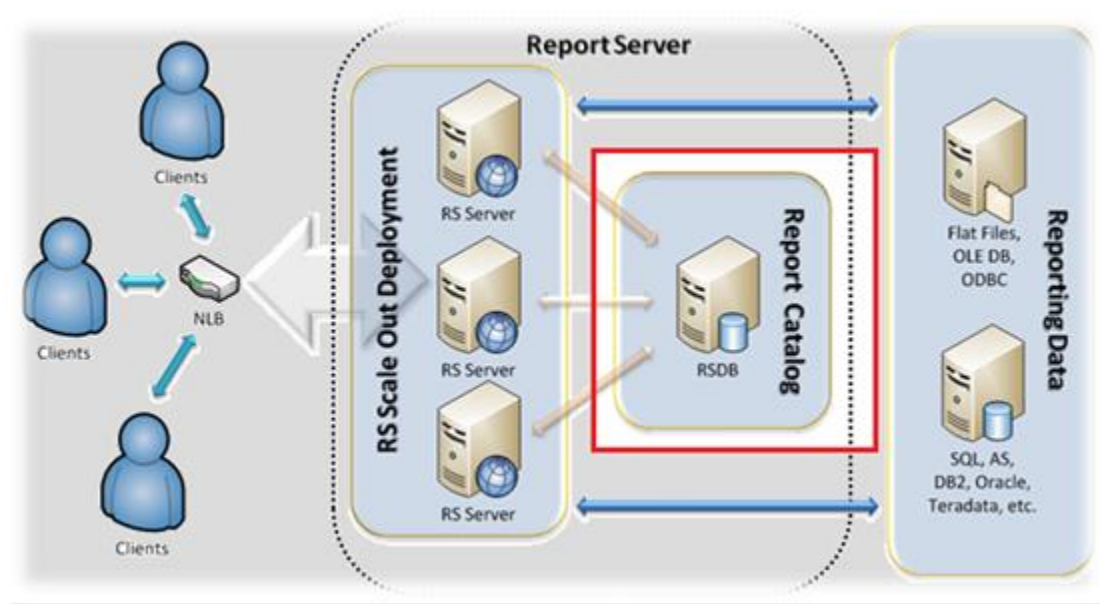 Report Server
Clients
Clients
NLB
Clients
RS Scale Out Deployment
RS Server
RS Server
RS Server
RSDB
Report Catalog
Flat Files,
OLE DB,
ODBC
SQL, AS,
DB2, Oracle,
Teradata, etc.
Reporting Data